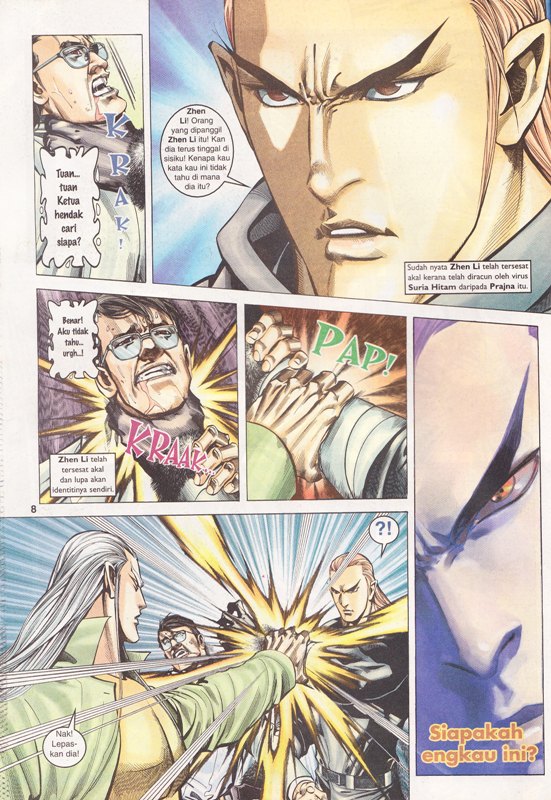 Tuan...
tuan
Ketua
hendak
cari
siapa?
KRAK!
Zhen
Li! Orang
yang dipanggil
Zhen Li itu! Kan
dia terus tinggal di
sisiku! Kenapa kau
kata kau ini tidak
tahu di mana
dia itu?
Sudah nyata Zhen Li telah tersesat
akal kerana telah diracun oleh virus
Suria Hitam daripada Prajna itu.
Benar!
Aku tidak
tahu...
urgh...!
KRAAK...
Zhen Li telah
tersesat akal
dan lupa akan
identitinya sendiri.
PAP!
Siapakah
engkau ini?
8
?!
Nak!
Lepas-
kan dia!